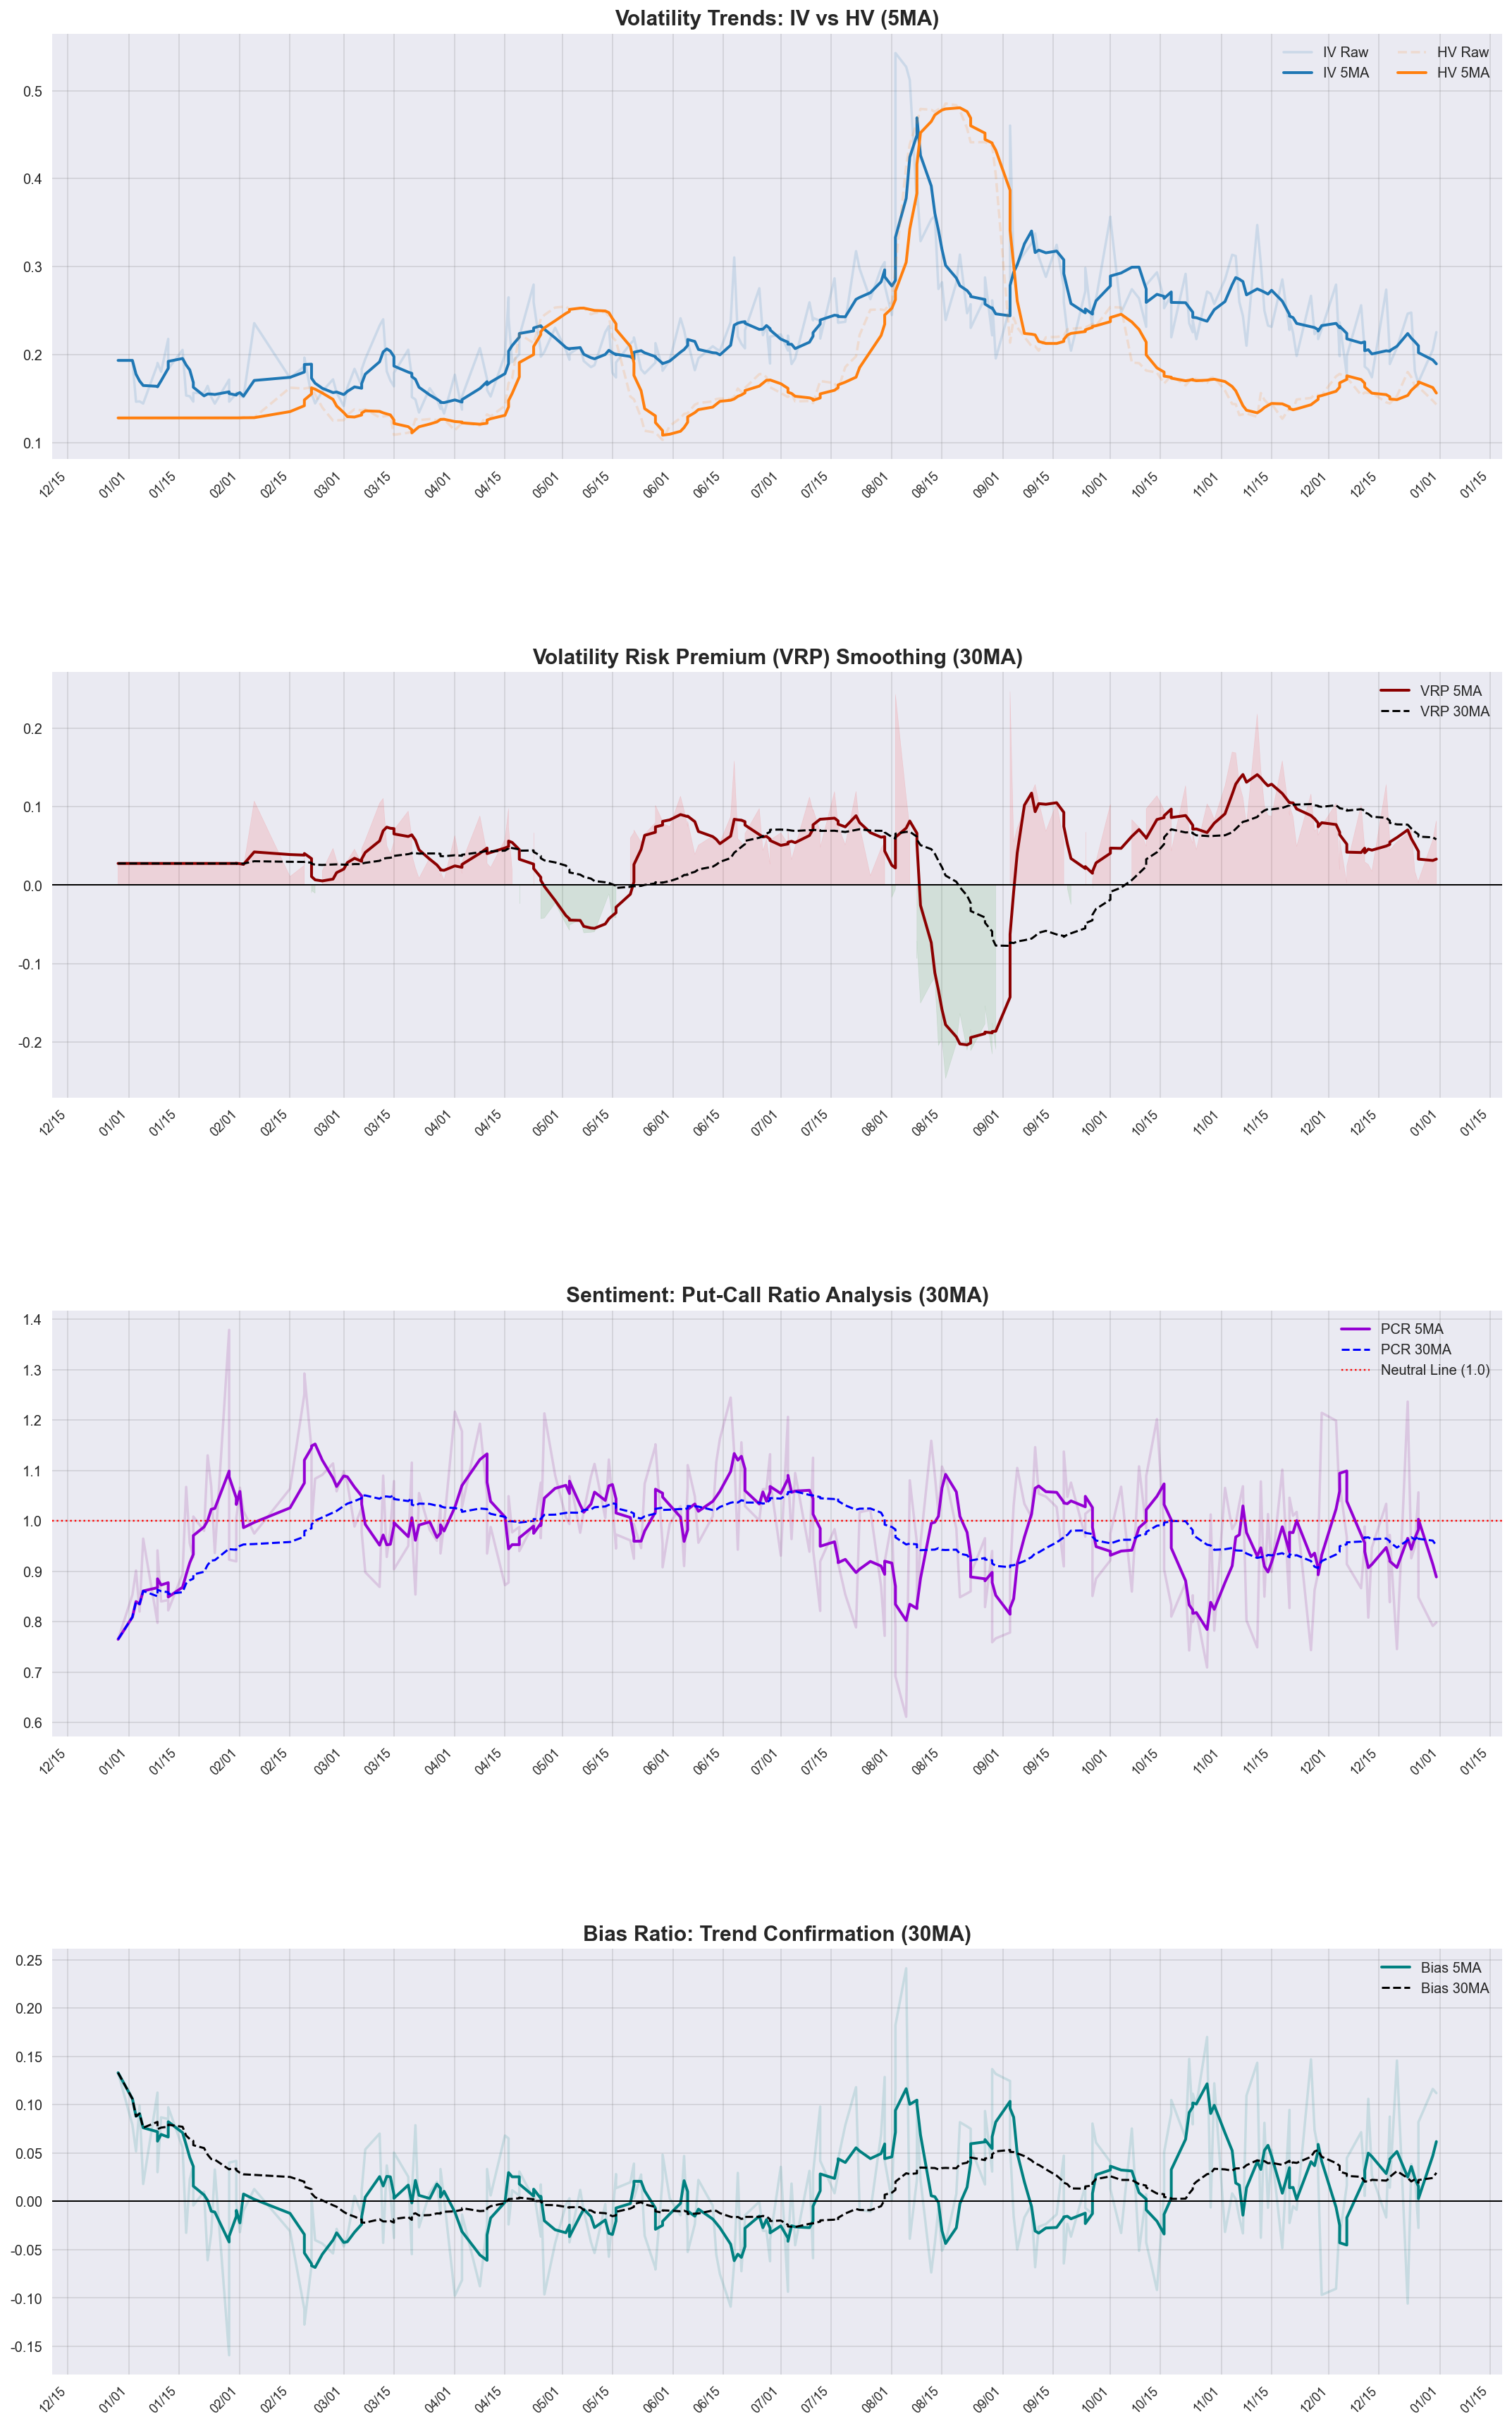 Volatility Trends: IV vs HV (5MA)
IV Raw HV Raw
IV 5MA HV 5MA
0.5
0.4
0.3
0.2
0.1
12/15 01/01 01/15 02/01 02/15 03/01 03/15 04/01 04/15 05/01 05/15 06/01 06/15 07/01 07/15 08/01 08/15 09/01 09/15 10/01 10/15 11/01 11/15 12/01 12/15 01/01 01/15
Volatility Risk Premium (VRP) Smoothing (30MA)
VRP 5MA
VRP 30MA
0.2
0.1
0.0
-0.1
-0.2
12/15 01/01 01/15 02/01 02/15 03/01 03/15 04/01 04/15 05/01 05/15 06/01 06/15 07/01 07/15 08/01 08/15 09/01 09/15 10/01 10/15 11/01 11/15 12/01 12/15 01/01 01/15
Sentiment: Put-Call Ratio Analysis (30MA)
PCR 5MA
PCR 30MA
Neutral Line (1.0)
1.4
1.3
1.2
1.1
1.0
0.9
0.8
0.7
0.6
12/15 01/01 01/15 02/01 02/15 03/01 03/15 04/01 04/15 05/01 05/15 06/01 06/15 07/01 07/15 08/01 08/15 09/01 09/15 10/01 10/15 11/01 11/15 12/01 12/15 01/01 01/15
Bias Ratio: Trend Confirmation (30MA)
Bias 5MA
Bias 30MA
0.25
0.20
0.15
0.10
0.05
0.00
-0.05
-0.10
-0.15
12/15 01/01 01/15 02/01 02/15 03/01 03/15 04/01 04/15 05/01 05/15 06/01 06/15 07/01 07/15 08/01 08/15 09/01 09/15 10/01 10/15 11/01 11/15 12/01 12/15 01/01 01/15